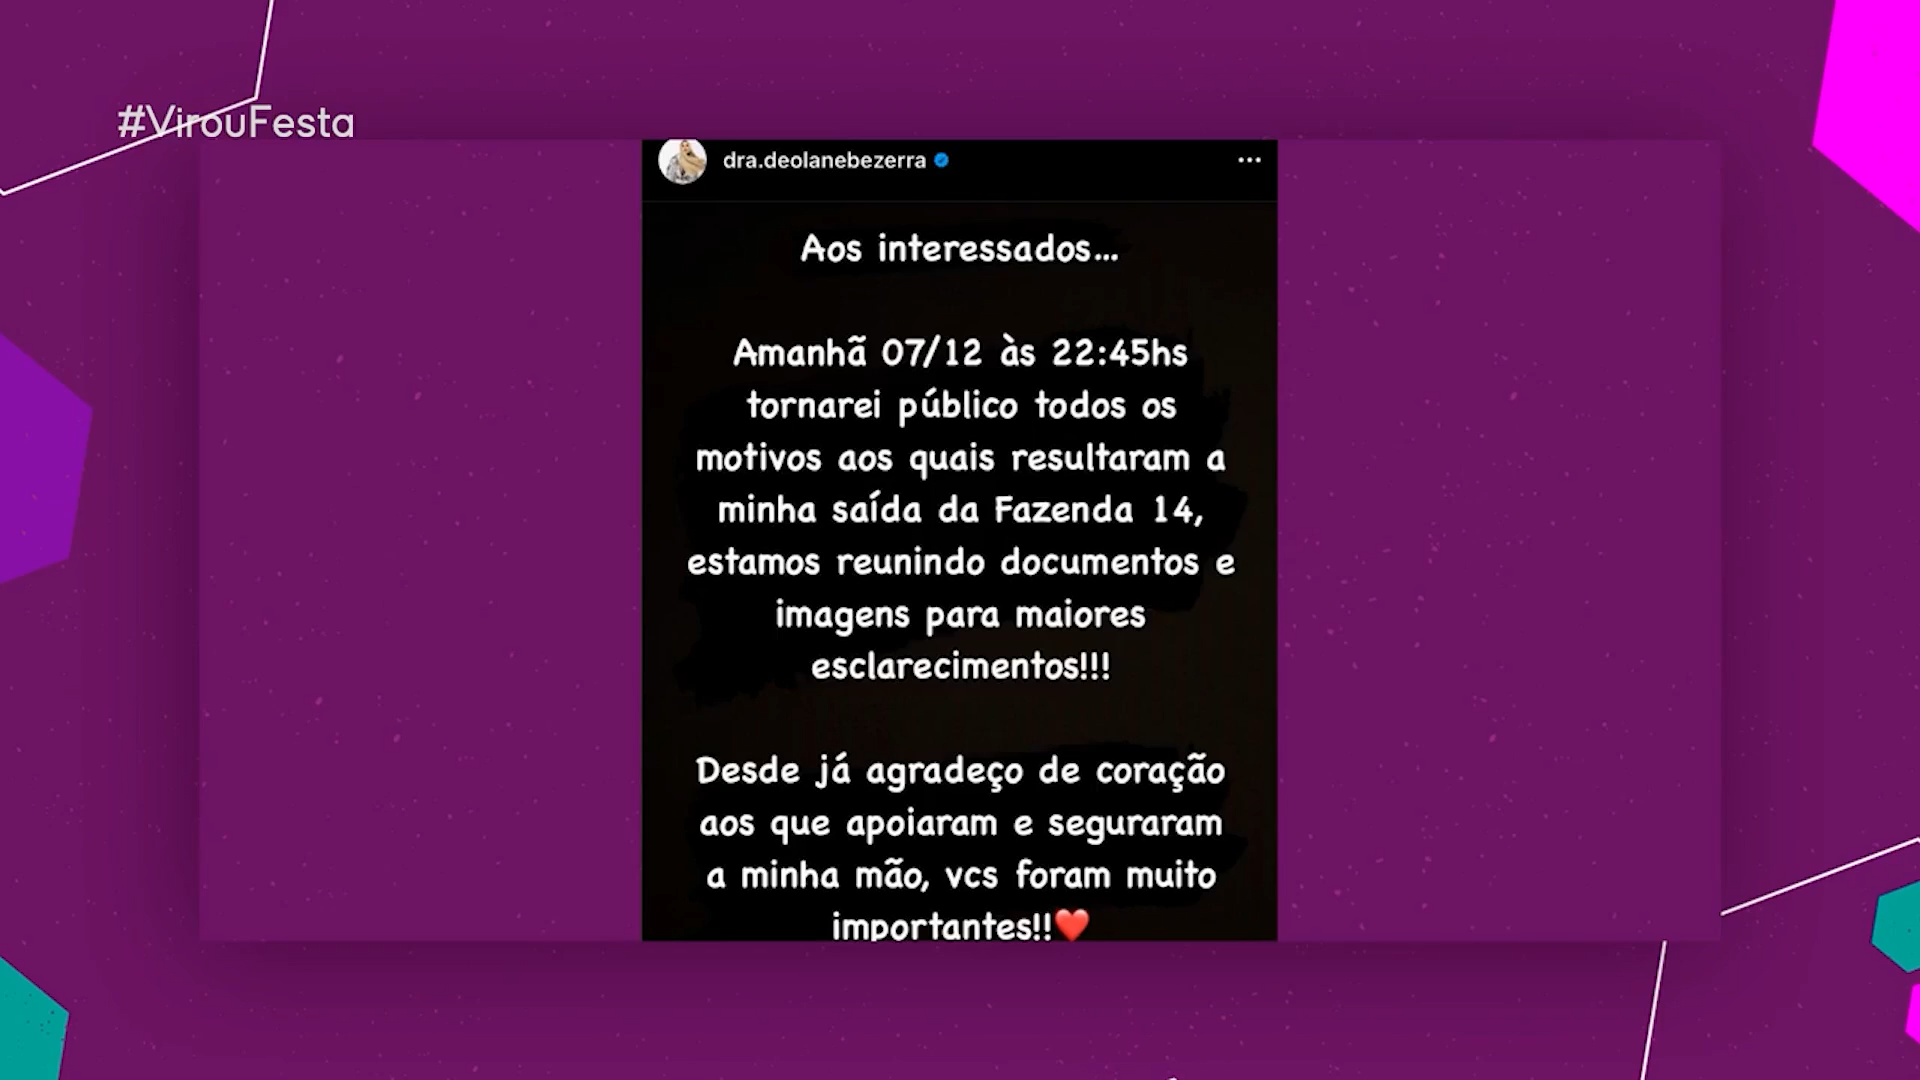 #VirouFesta
dra.deolanebezerra
Aos interessados...
Amanhã 07/12 às 22:45hs
tornarei público todos os
motivos aos quais resultaram a
minha saída da Fazenda 14,
estamos reunindo documentos e
imagens para maiores
esclarecimentos!!!
Desde já agradeço de coração
aos que apoiaram e seguraram
a minha mão, vcs foram muito
importantes!!❤️